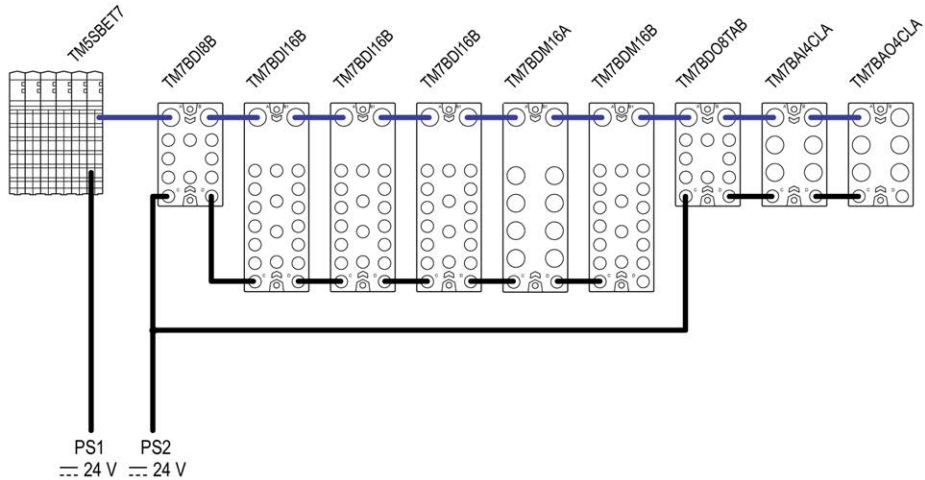 TM5SBET7
TM7BDI8B
TM7BDI16B
TM7BDI16B
TM7BDI16B
TM7BDM16A
TM7BDM16B
TM7BDO8TAB
TM7BAI4CLA
TM7BAO4CLA
PS1
24 V
PS2
24 V